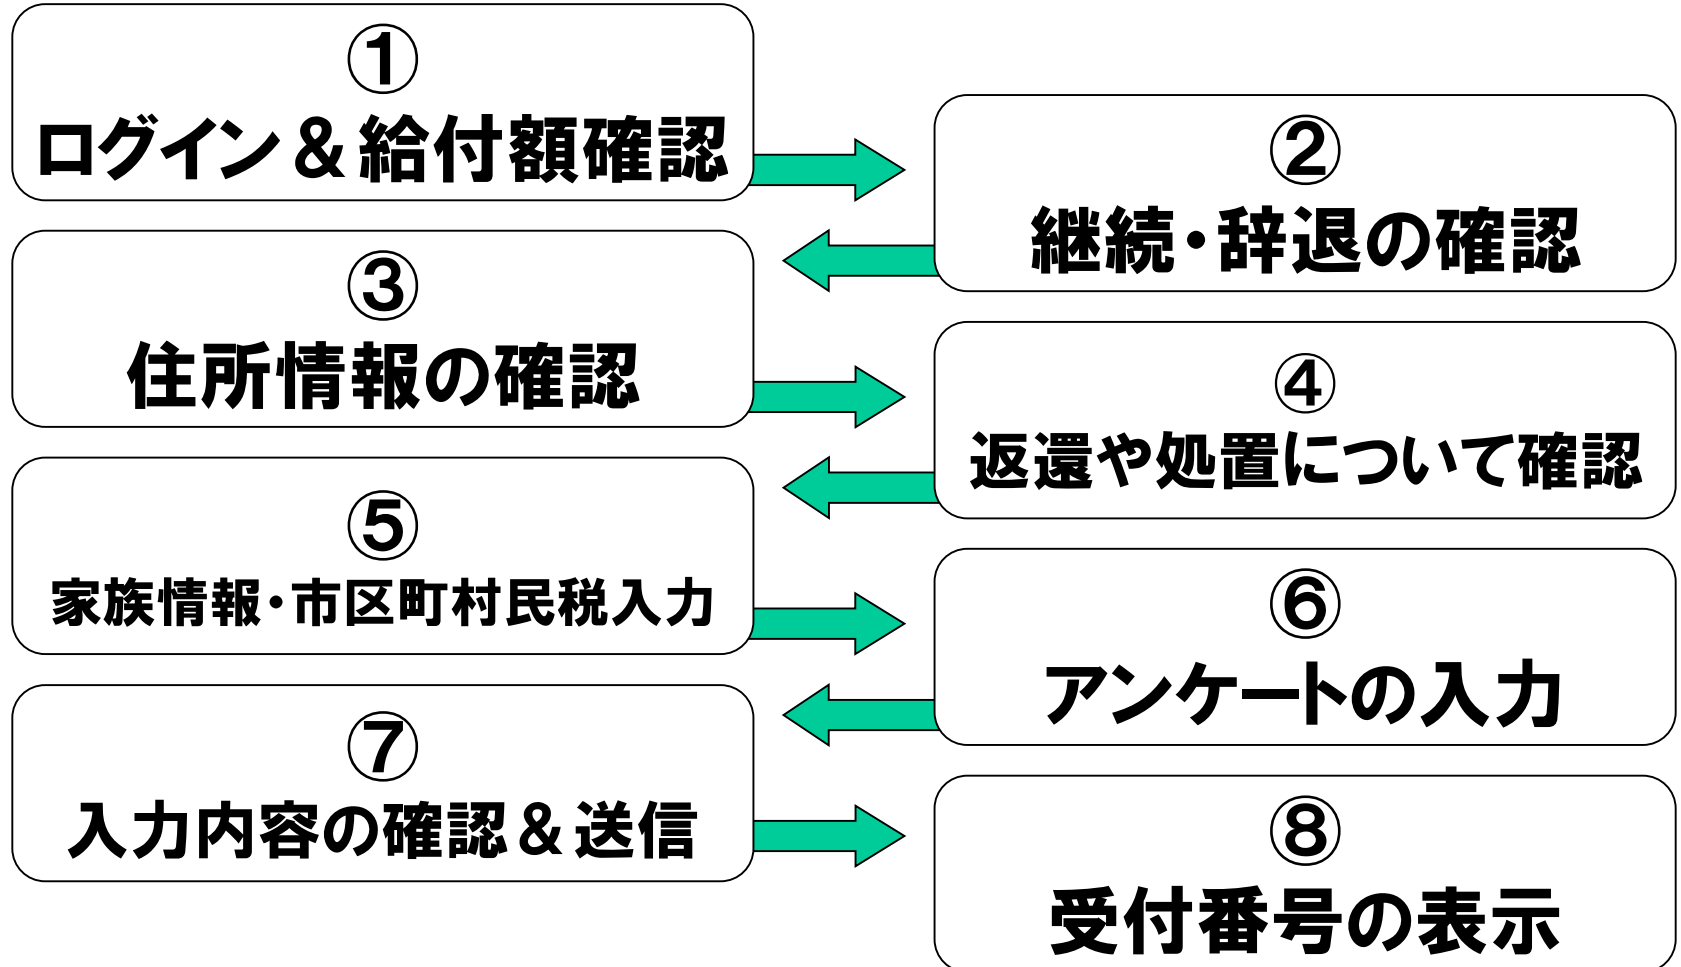 ①
ログイン＆給付額確認
②
継続・辞退の確認
③
住所情報の確認
④
返還や処置について確認
⑤
家族情報・市区町村民税入力
⑥
アンケートの入力
⑦
入力内容の確認＆送信
⑧
受付番号の表示